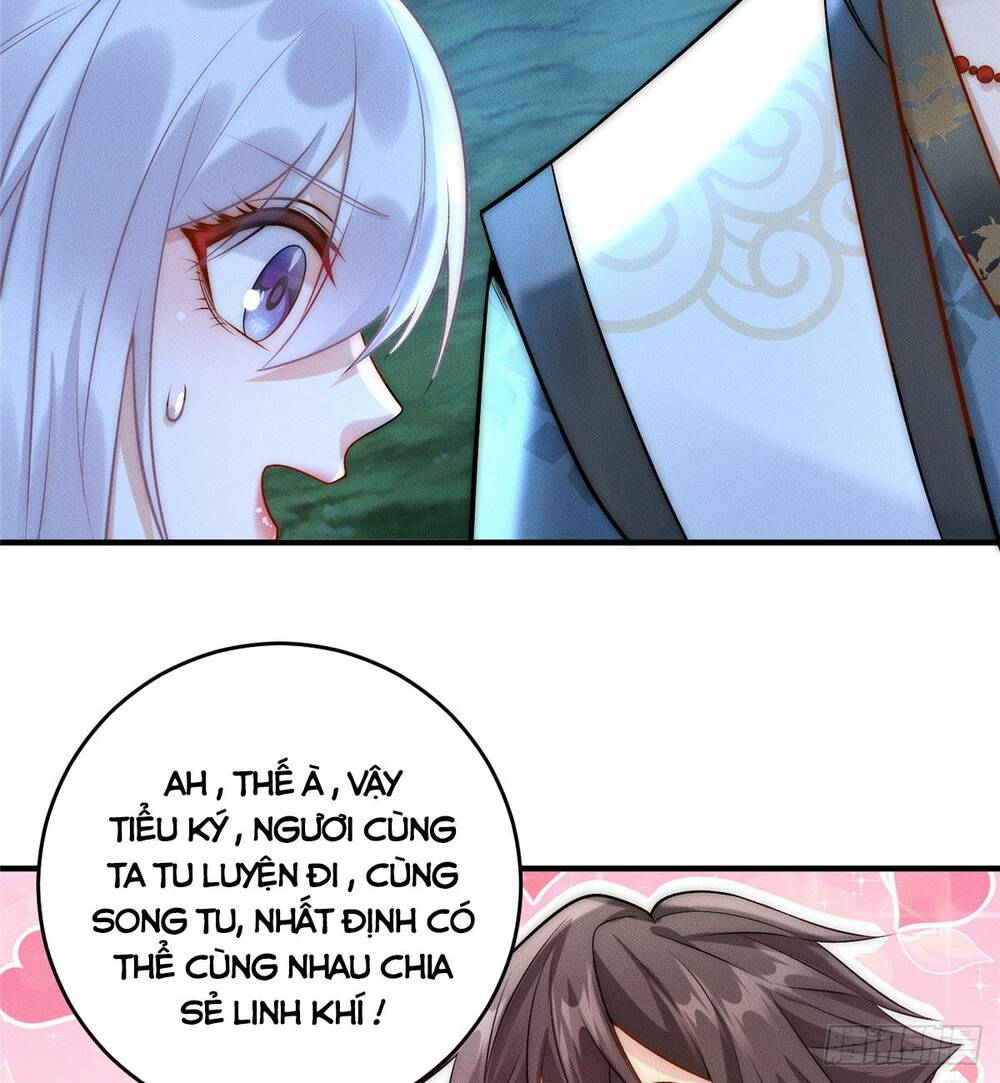 AH , THẾ À , VẬY
TIỂU KÝ , NGƯƠI CÙNG
TA TU LUYỆN ĐI , CÙNG
SONG TU, NHẤT ĐỊNH CÓ
THỂ CÙNG NHAU CHIA
SẺ LINH KHÍ !